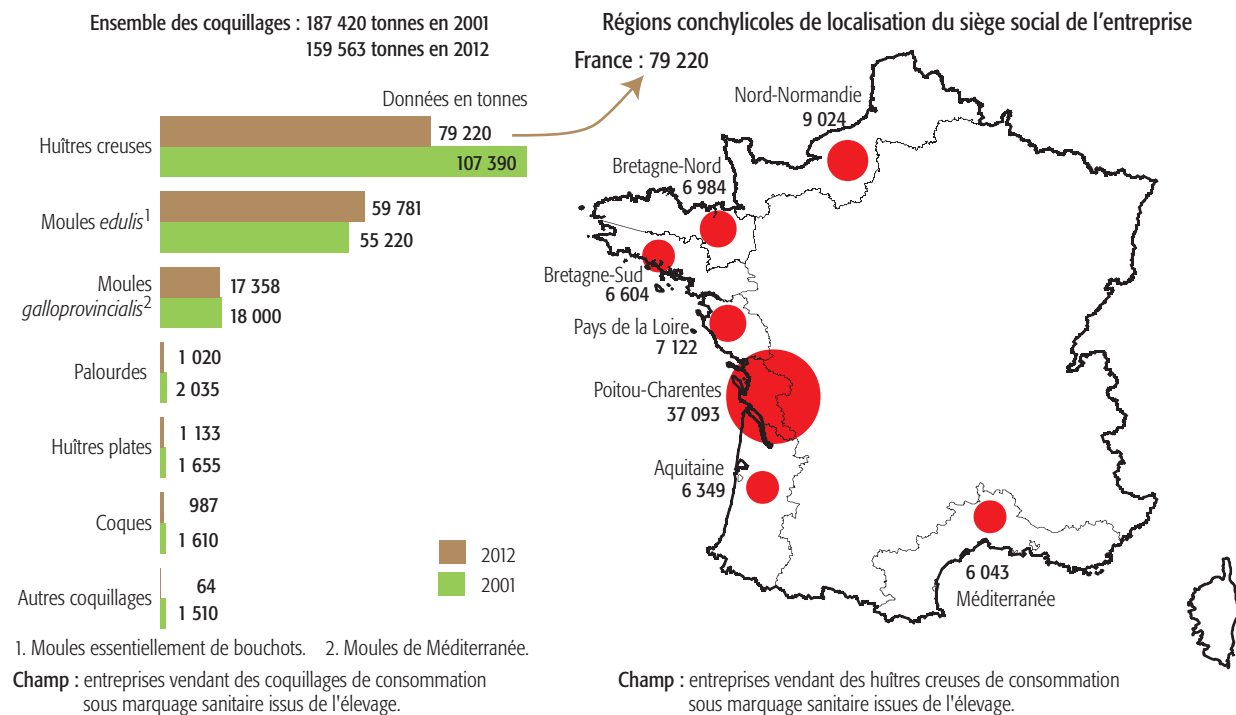 Ensemble des coquillages : 187 420 tonnes en 2001
159 563 tonnes en 2012
Données en tonnes
Huîtres creuses
79 220
107 390
Moules edulis1
59 781
55 220
Moules
galloprovincialis2
17 358
18 000
Palourdes
1 020
2 035
Huîtres plates
1 133
1 655
Coques
987
1 610
Autres coquillages
64
1 510
2012
2001
1. Moules essentiellement de bouchots. 2. Moules de Méditerranée.
Champ : entreprises vendant des coquillages de consommation
sous marquage sanitaire issus de l'élevage.
Régions conchylicoles de localisation du siège social de l'entreprise
France : 79 220
Nord-Normandie
9 024
Bretagne-Nord
6 984
Bretagne-Sud
6 604
Pays de la Loire
7 122
Poitou-Charentes
37 093
Aquitaine
6 349
6 043
Méditerranée
Champ : entreprises vendant des huîtres creuses de consommation
sous marquage sanitaire issues de l'élevage.